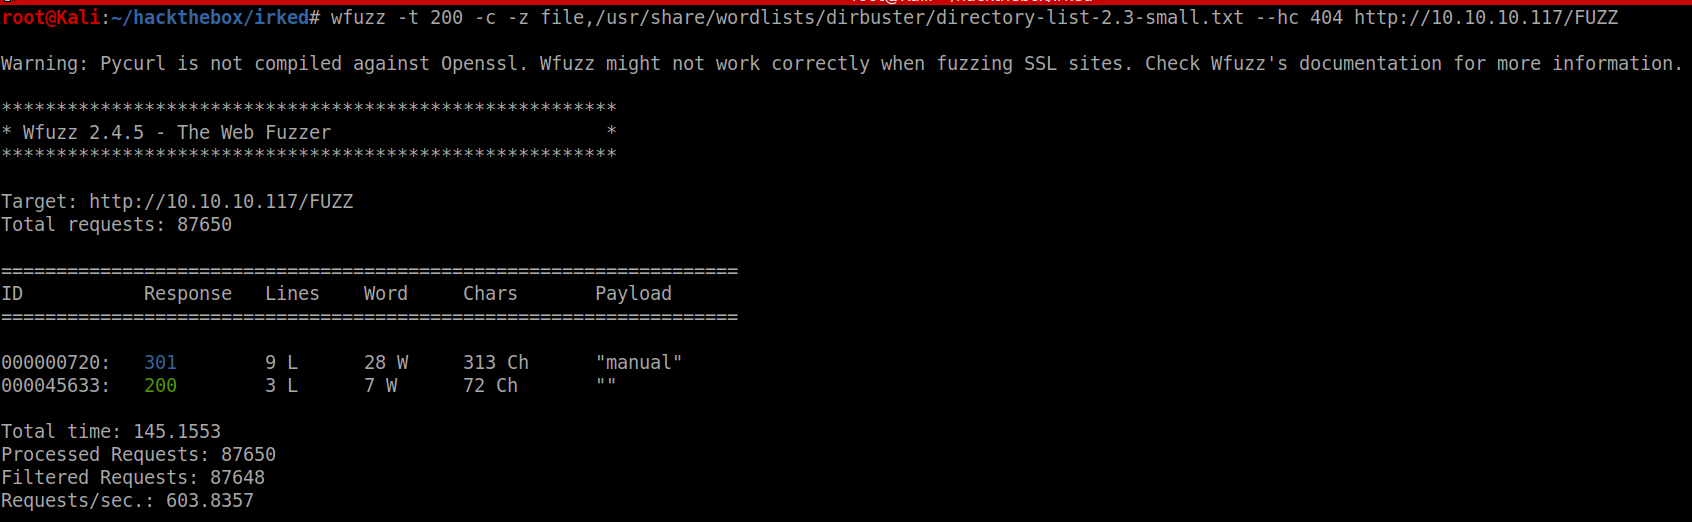 root@Kali:~/hackthebox/irked# wfuzz -t 200 -c -z file,/usr/share/wordlists/dirbuster/directory-list-2.3-small.txt --hc 404 http://10.10.10.117/FUZZ
Warning: Pycurl is not compiled against Openssl. Wfuzz might not work correctly when fuzzing SSL sites. Check Wfuzz's documentation for more information.
********************************************************
* Wfuzz 2.4.5 - The Web Fuzzer                         *
********************************************************
Target: http://10.10.10.117/FUZZ
Total requests: 87650
===================================================================
ID           Response   Lines    Word     Chars       Payload
===================================================================
000000720:   301        9 L      28 W     313 Ch      "manual"
000045633:   200        3 L      7 W      72 Ch       ""
Total time: 145.1553
Processed Requests: 87650
Filtered Requests: 87648
Requests/sec.: 603.8357